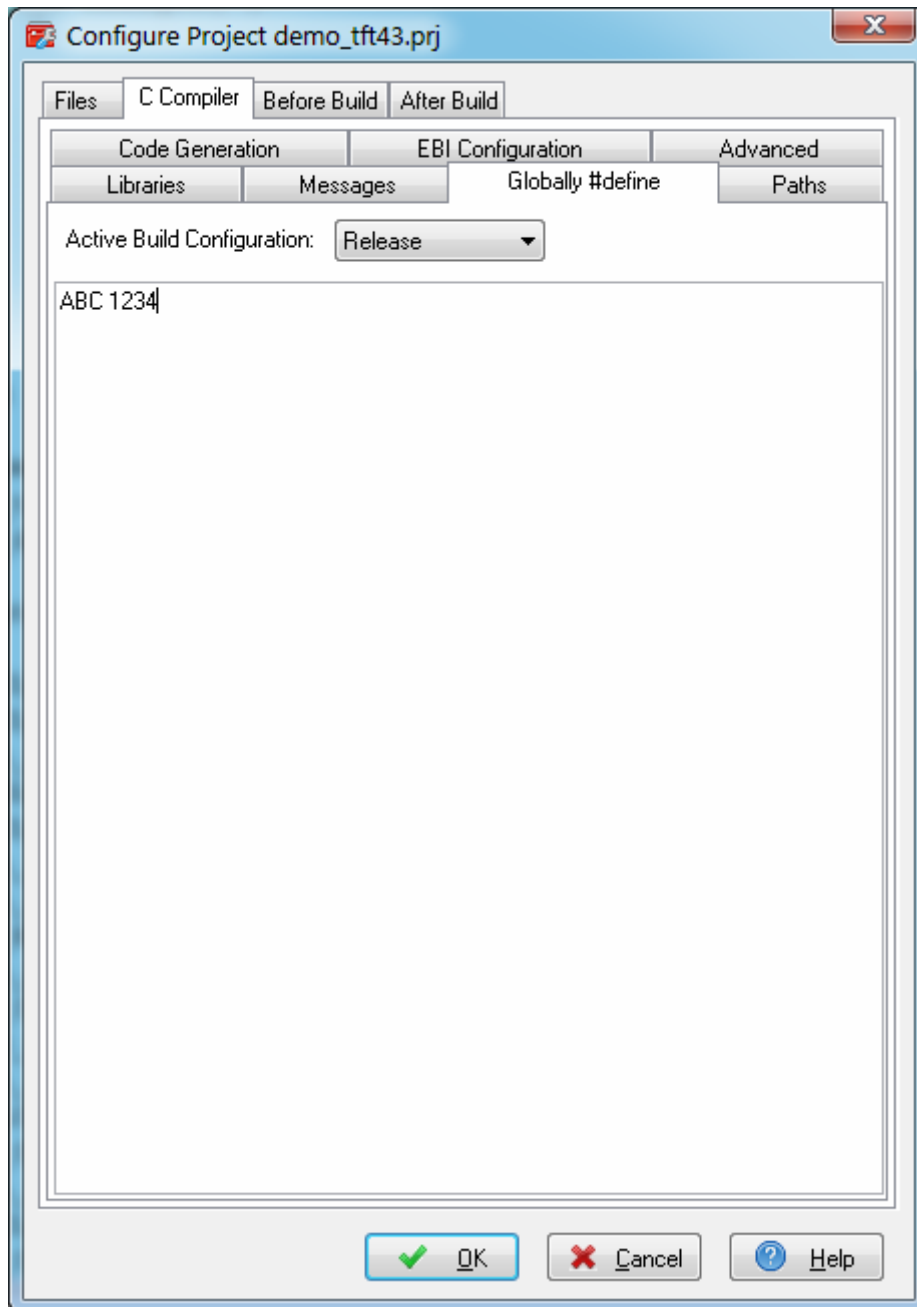 Configure Project demo_tft43.prj
Files C Compiler Before Build After Build
Code Generation EBI Configuration Advanced
Libraries Messages Globally #define Paths
Active Build Configuration: Release
ABC 1234
OK Cancel Help